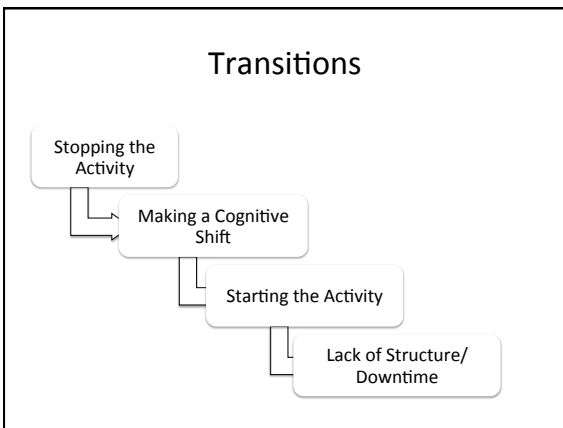 Transitions
Stopping the
Activity
Making a Cognitive
Shift
Starting the Activity
Lack of Structure/
Downtime